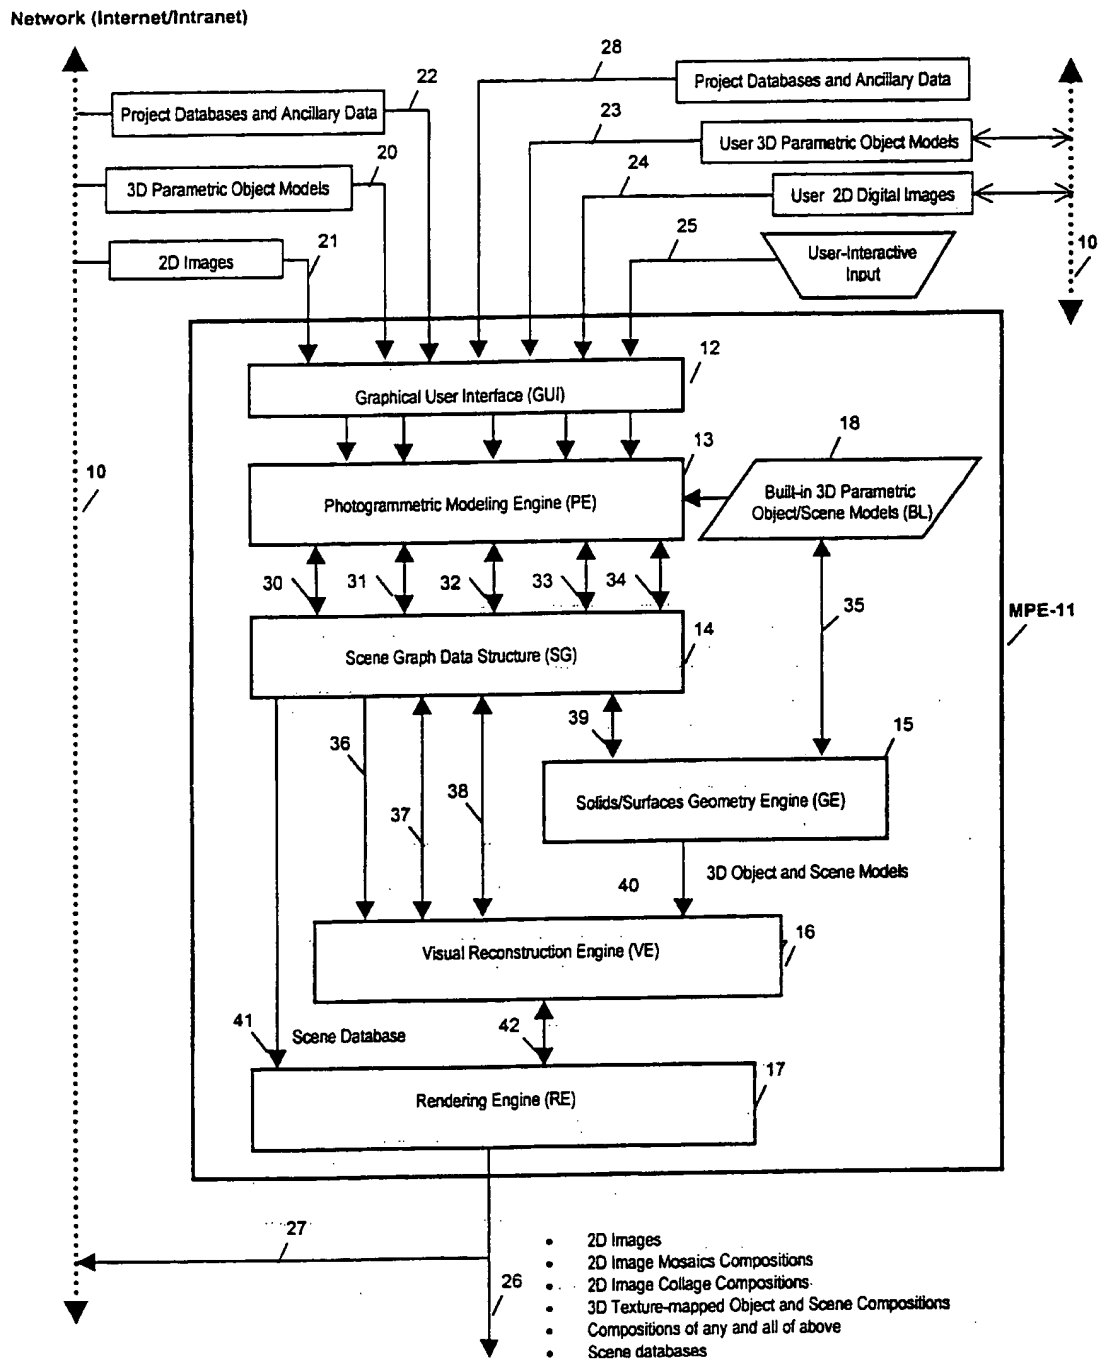 Network (Internet/Intranet)
28
22
Project Databases and Ancillary Data
Project Databases and Ancillary Data
23
20
User 3D Parametric Object Models
3D Parametric Object Models
24
User 2D Digital Images
21
25
10
2D Images
User-Interactive
Input
12
Graphical User Interface (GUI)
13
18
10
Photogrammetric Modeling Engine (PE)
Built-in 3D Parametric
Object/Scene Models (BL)
30
31
32
33
34
35
MPE-11
14
Scene Graph Data Structure (SG)
39
15
36
38
37
Solids/Surfaces Geometry Engine (GE)
40
3D Object and Scene Models
16
Visual Reconstruction Engine (VE)
41
Scene Database
42
17
Rendering Engine (RE)
27
26
• 2D Images
• 2D Image Mosaics Compositions
• 2D Image Collage Compositions
• 3D Texture-mapped Object and Scene Compositions
• Compositions of any and all of above
• Scene databases